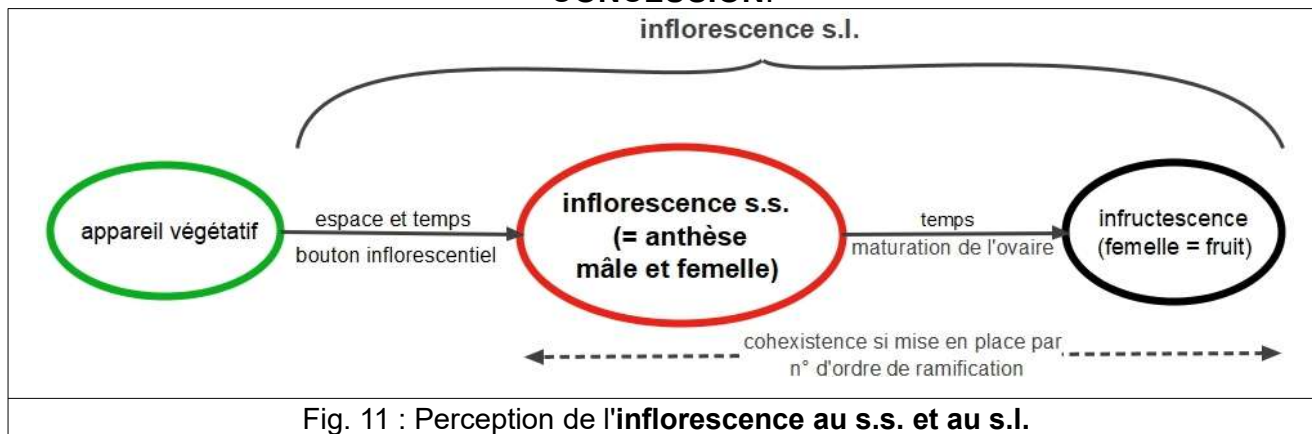 CONCLUSSION:
inflorescence s.l.
appareil végétatif
espace et temps
bouton inflorescentiel
inflorescence s.s.
(= anthèse
mâle et femelle)
temps
maturation de l'ovaire
infructescence
(femelle = fruit)
cohexistence si mise en place par
n° d'ordre de ramification
Fig. 11 : Perception de l'inflorescence au s.s. et au s.l.